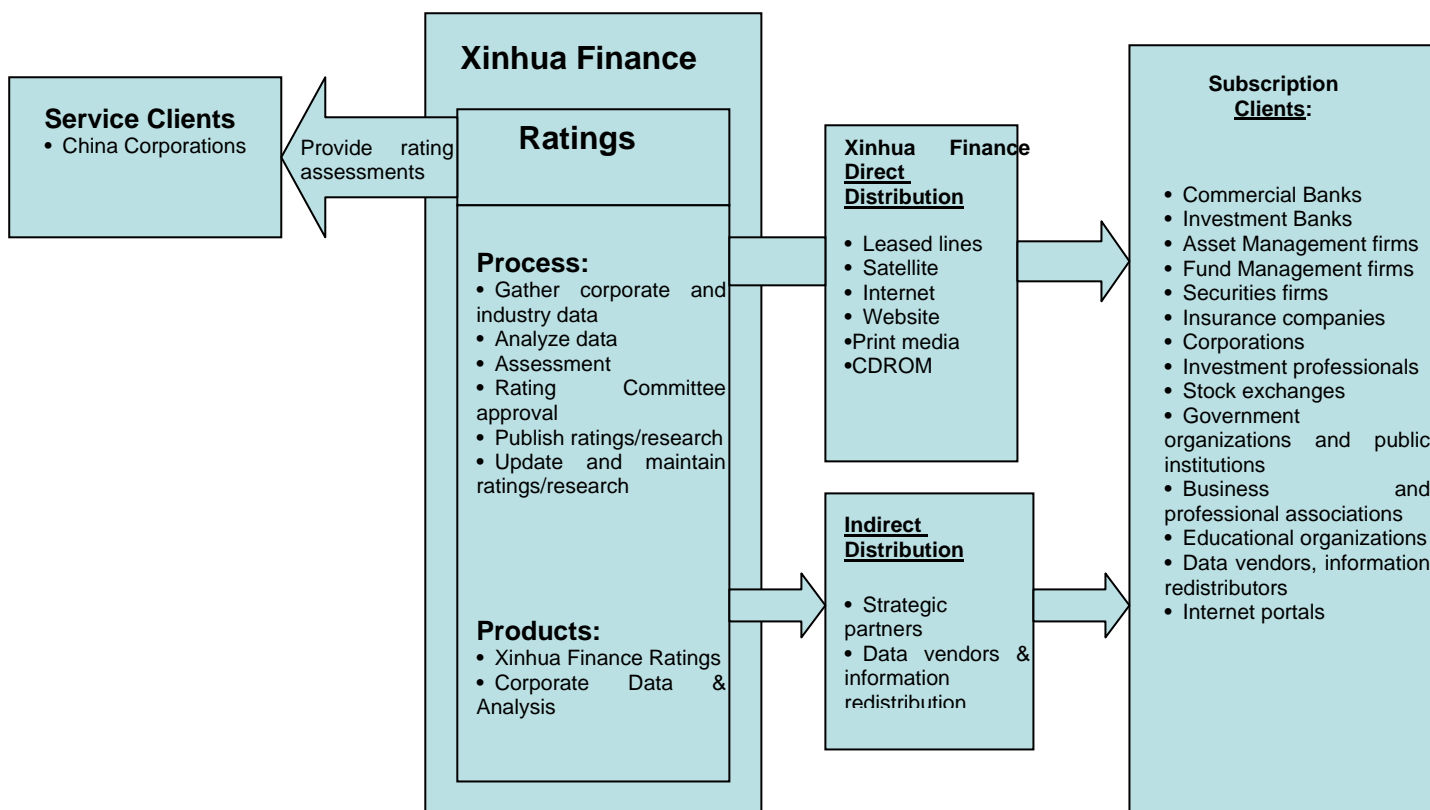 Xinhua Finance
Service Clients
• China Corporations
Provide rating
assessments
Ratings
Process:
• Gather corporate and
industry data
• Analyze data
• Assessment
• Rating Committee
approval
• Publish ratings/research
• Update and maintain
ratings/research
Products:
• Xinhua Finance Ratings
• Corporate Data &
Analysis
Xinhua Finance
Direct
Distribution
• Leased lines
• Satellite
• Internet
• Website
•Print media
•CDROM
Indirect
Distribution
• Strategic
partners
• Data vendors &
information
redistribution
Subscription
Clients:
• Commercial Banks
• Investment Banks
• Asset Management firms
• Fund Management firms
• Securities firms
• Insurance companies
• Corporations
• Investment professionals
• Stock exchanges
• Government
organizations and public
institutions
• Business and
professional associations
• Educational organizations
• Data vendors, information
redistributors
• Internet portals